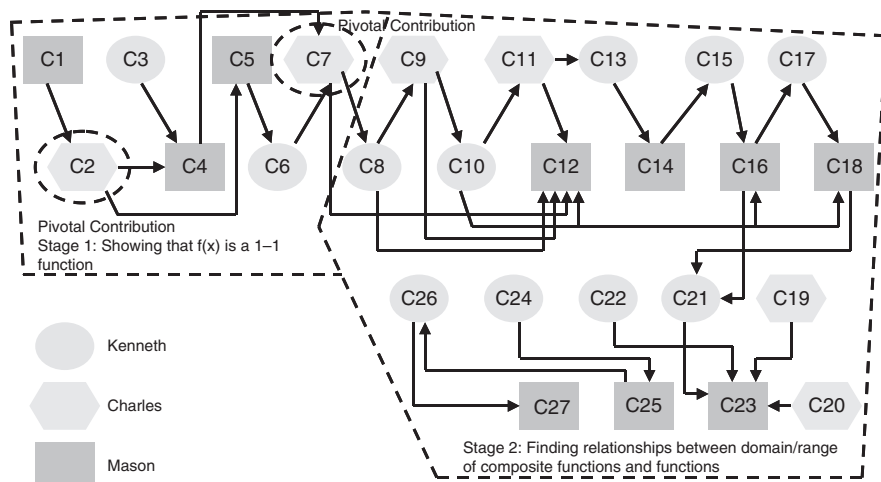 Pivotal Contribution
C1
C3
C5
C7
C9
C11
C13
C15
C17
C2
C4
C6
C8
C10
C12
C14
C16
C18
Pivotal Contribution
Stage 1: Showing that f(x) is a 1–1
function
C26
C24
C22
C21
C19
Kenneth
Charles
Mason
C27
C25
C23
C20
Stage 2: Finding relationships between domain/range
of composite functions and functions